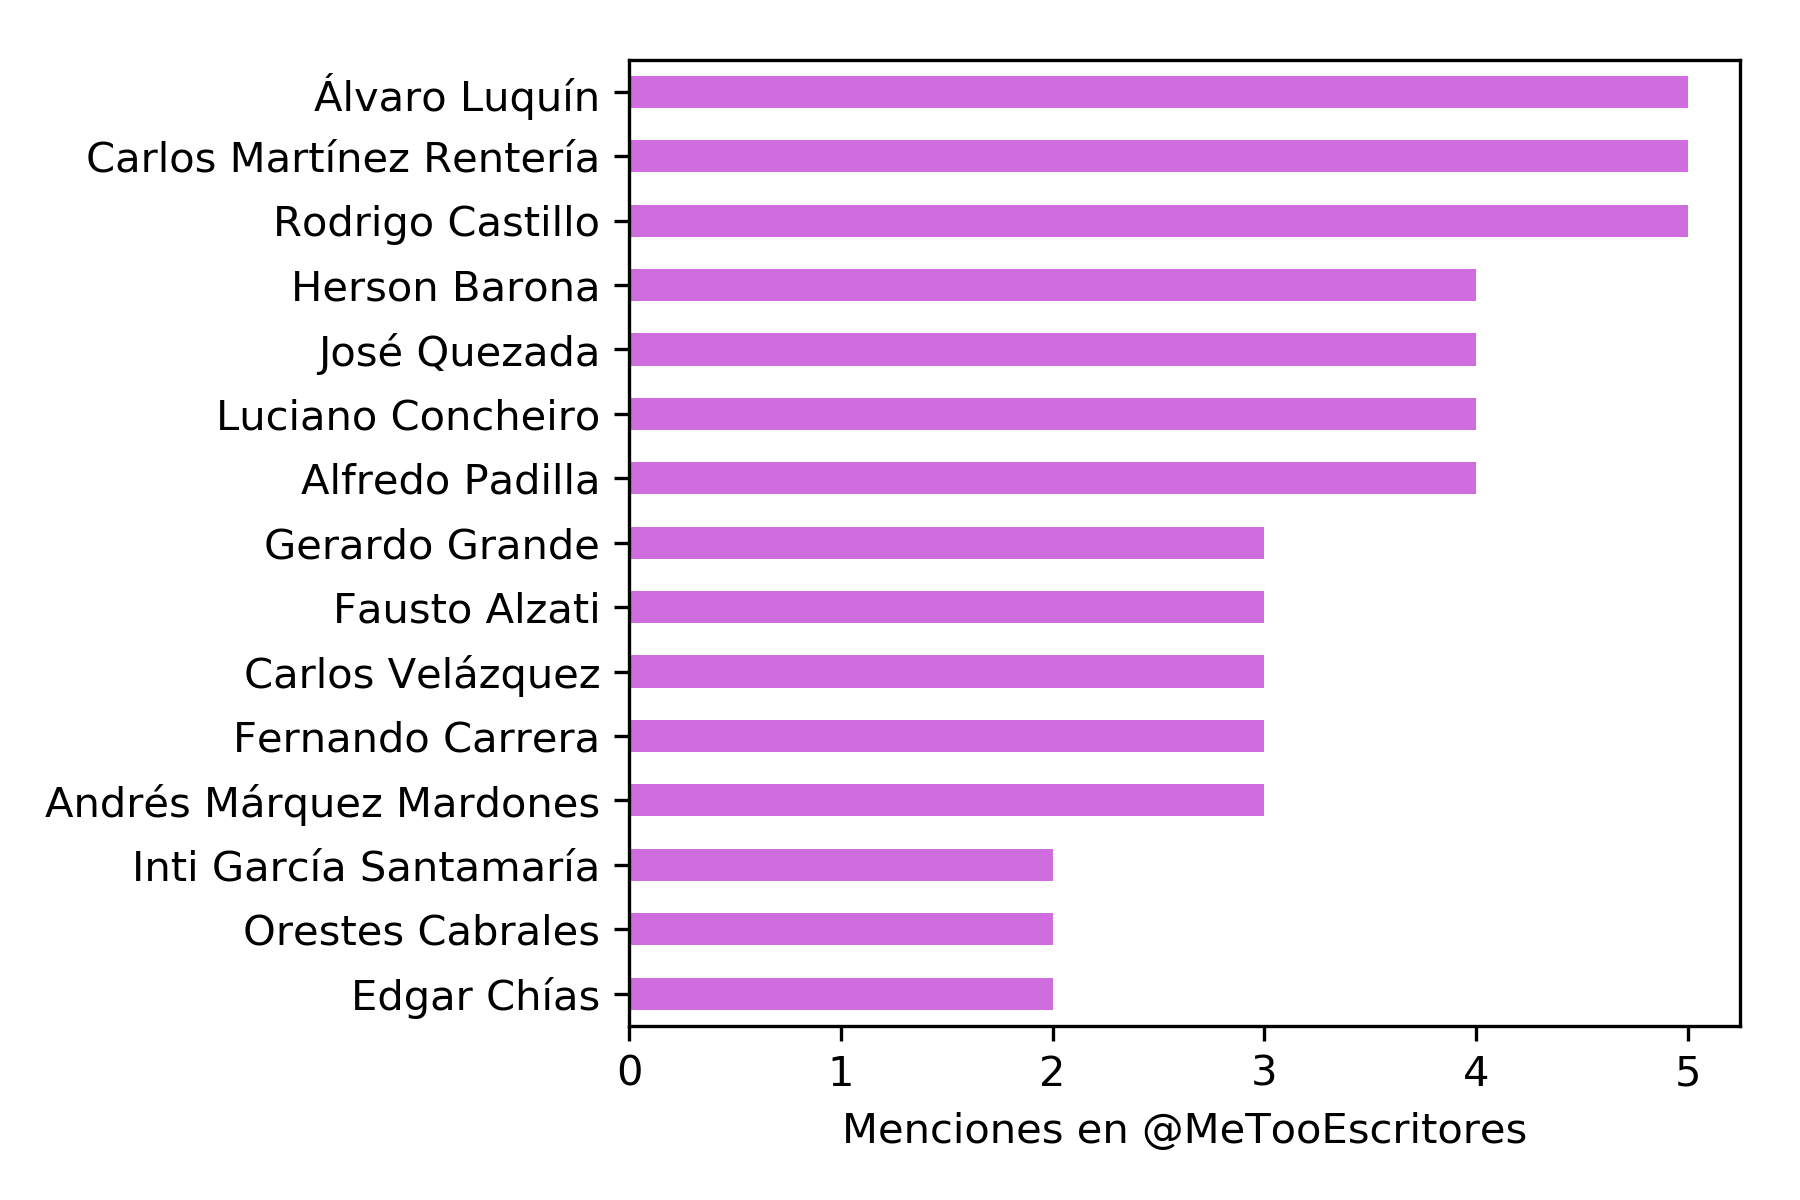 Álvaro Luquín
Carlos Martínez Rentería
Rodrigo Castillo
Herson Barona
José Quezada
Luciano Concheiro
Alfredo Padilla
Gerardo Grande
Fausto Alzati
Carlos Velázquez
Fernando Carrera
Andrés Márquez Mardones
Inti García Santamaría
Orestes Cabrales
Edgar Chías
0 1 2 3 4 5
Menciones en @MeTooEscritores